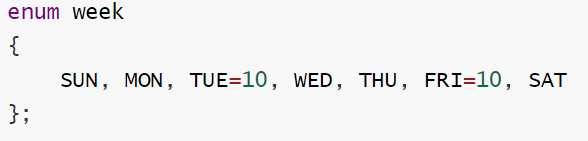 enum week
{
    SUN, MON, TUE=10, WED, THU, FRI=10, SAT
};